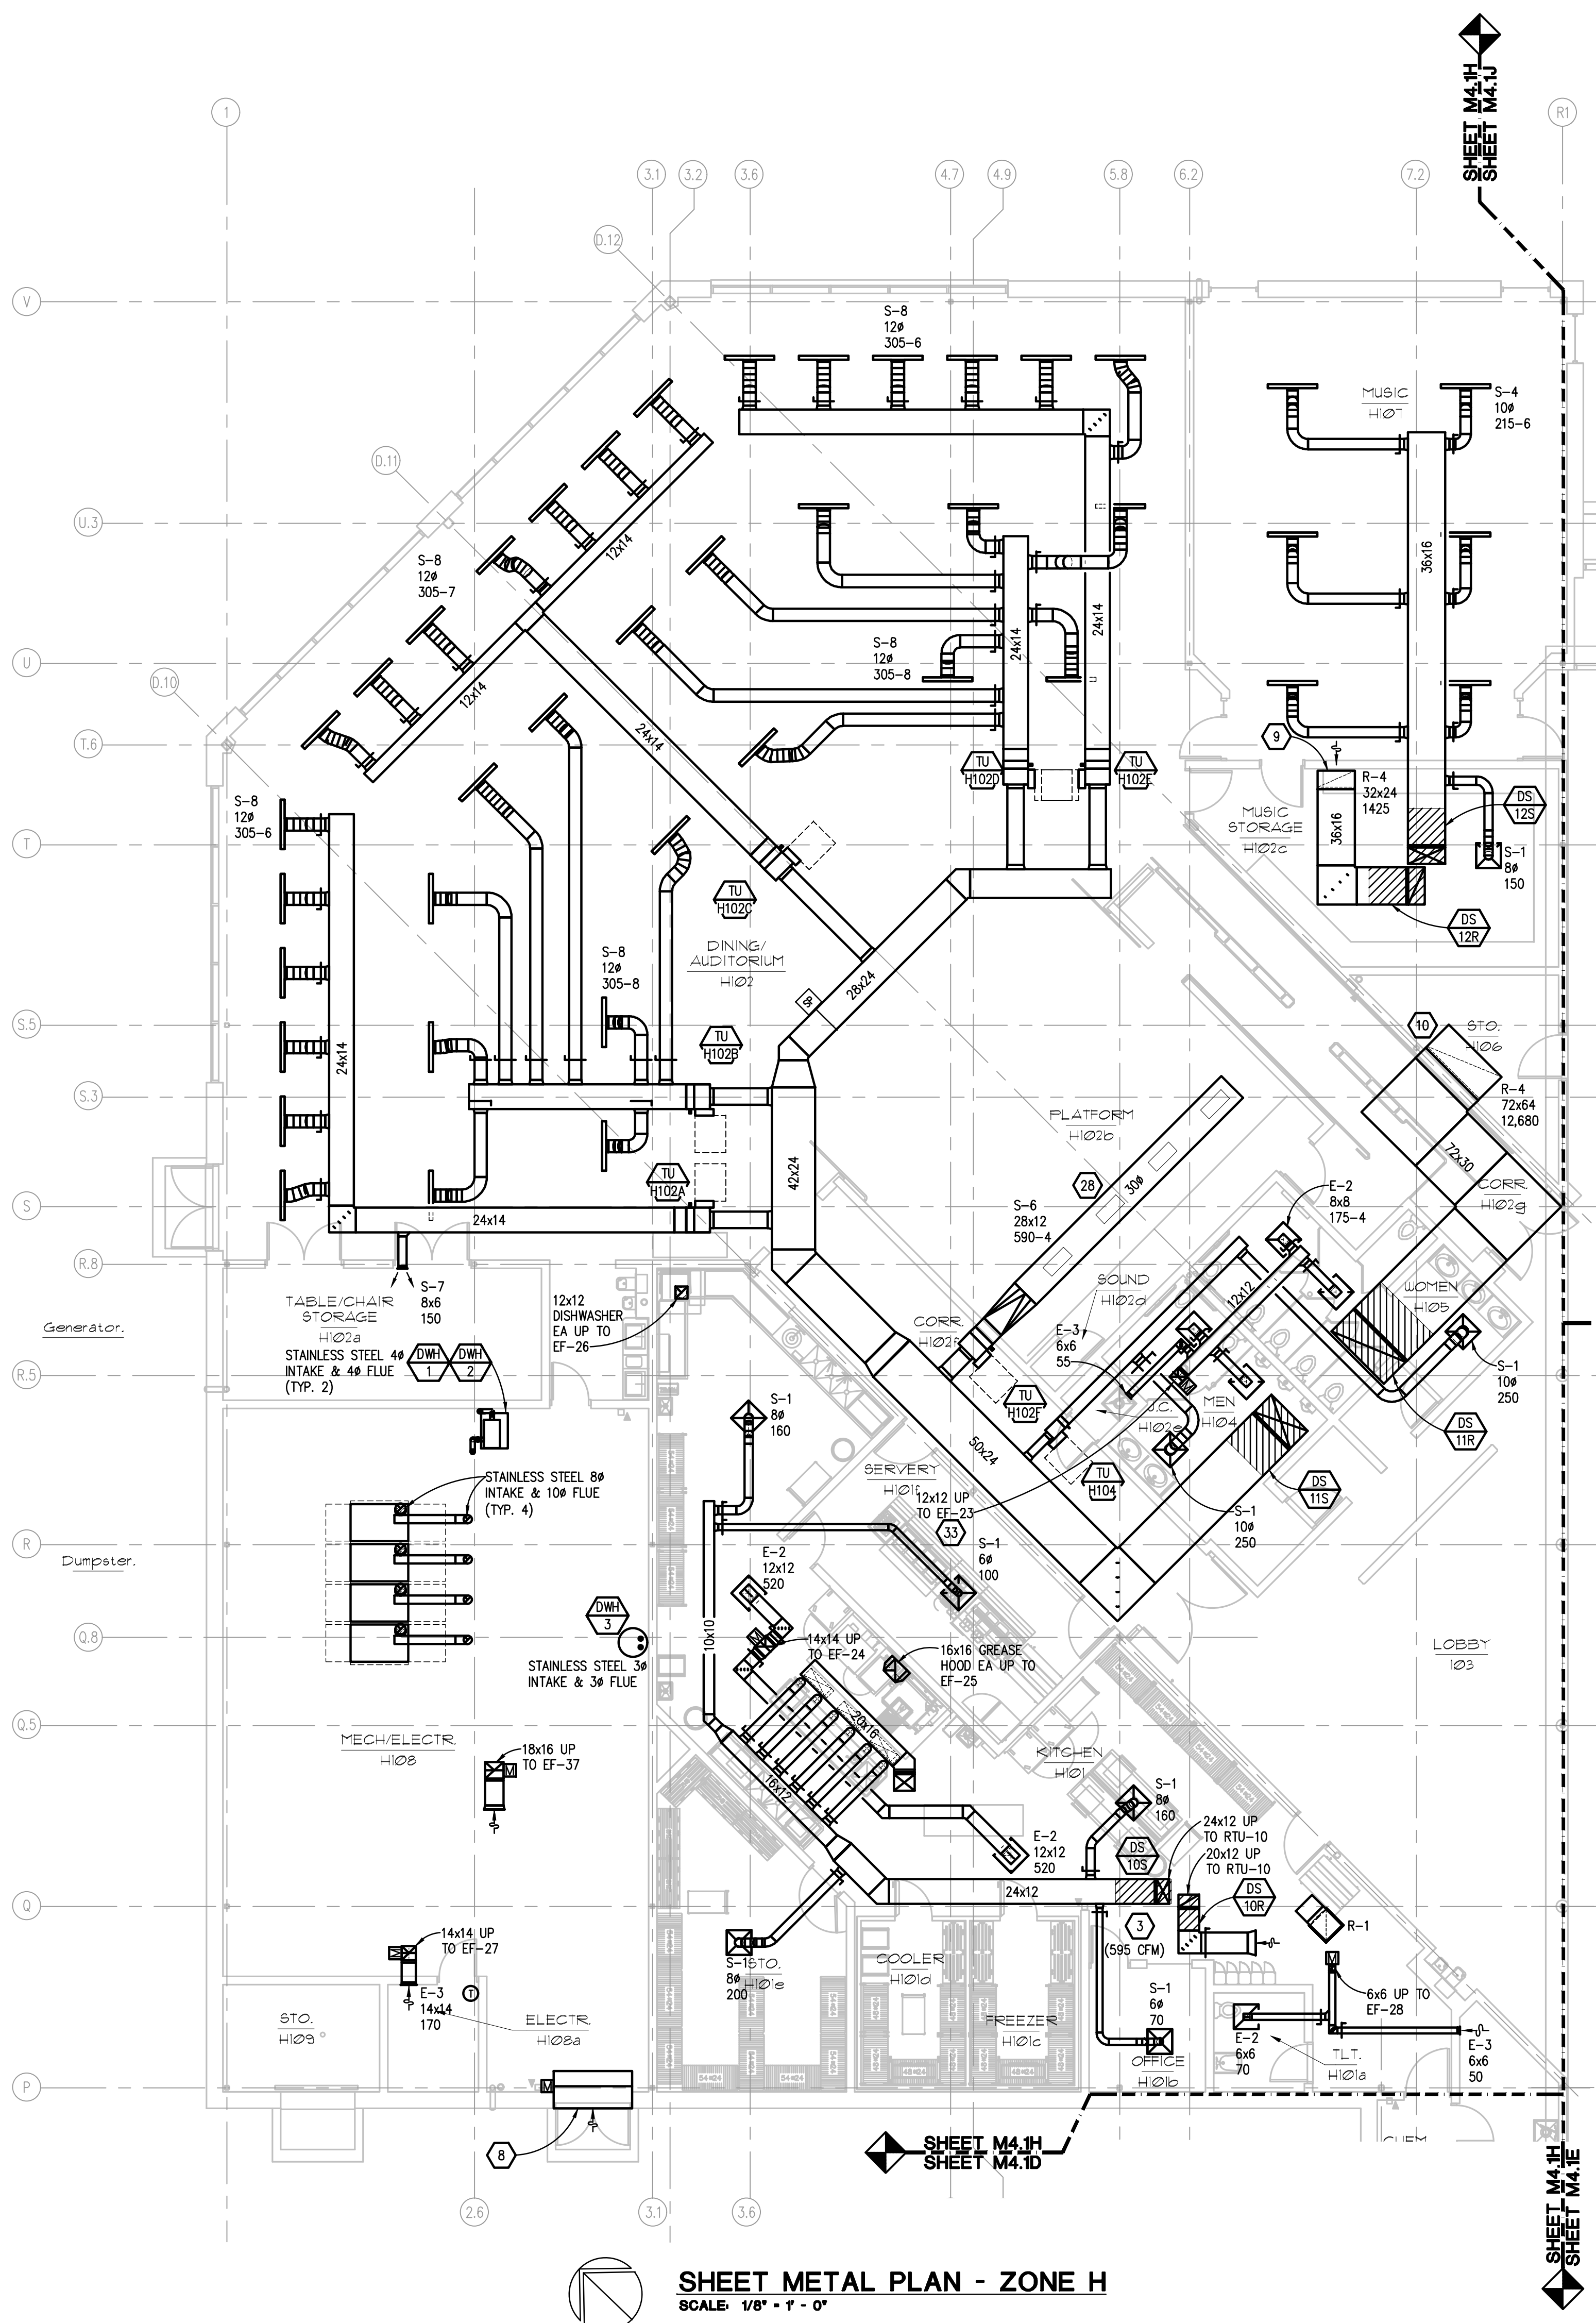 SHEET M4.1H
SHEET M4.1J
1
3.1
3.2
3.6
4.7
4.9
5.8
6.2
7.2
R1
D.12
D.11
D.10
V
U.3
U
T.6
T
S.5
S.3
S
R.8
R.5
R
Q.8
Q.5
Q
P
S-8
12ø
305-6
S-8
12ø
305-7
12x14
12x14
24x14
S-8
12ø
305-8
24x14
24x14
TU
H102D
TU
H102E
MUSIC
H107
S-4
10ø
215-6
36x16
9
R-4
32x24
1425
36x16
MUSIC
STORAGE
H102c
DS
12S
S-1
8ø
150
DS
12R
S-8
12ø
305-6
24x14
TU
H102C
DINING/
AUDITORIUM
H102
S-8
12ø
305-8
TU
H102B
TU
H102A
24x14
SP
28x24
42x24
10
STO.
H106
R-4
72x64
12,680
72x30
CORR.
H102g
PLATFORM
H102b
28
30ø
S-6
28x12
590-4
E-2
8x8
175-4
SOUND
H102d
12x12
WOMEN
H105
E-3
6x6
55
CORR.
H102f
TU
H102F
J.C.
H102e
MEN
H104
S-1
10ø
250
DS
11R
TU
H104
DS
11S
S-1
10ø
250
50x24
S-7
8x6
150
TABLE/CHAIR
STORAGE
H102a
Generator.
STAINLESS STEEL 4ø
INTAKE & 4ø FLUE
(TYP. 2)
DWH
1
DWH
2
12x12
DISHWASHER
EA UP TO
EF-26
S-1
8ø
160
STAINLESS STEEL 8ø
INTAKE & 10ø FLUE
(TYP. 4)
SERVERY
H101f
12x12 UP
TO EF-23
33
S-1
6ø
100
E-2
12x12
520
Dumpster.
DWH
3
STAINLESS STEEL 3ø
INTAKE & 3ø FLUE
10x10
14x14 UP
TO EF-24
16x16 GREASE
HOOD EA UP TO
EF-25
LOBBY
103
20x16
16x12
MECH/ELECTR.
H108
18x16 UP
TO EF-37
M
KITCHEN
H101
S-1
8ø
160
E-2
12x12
520
DS
10S
24x12 UP
TO RTU-10
20x12 UP
TO RTU-10
DS
10R
24x12
3
(595 CFM)
R-1
14x14 UP
TO EF-27
E-3
14x14
170
T
STO.
H109
ELECTR.
H108a
S-1
8ø
200
STO.
H101e
COOLER
H101d
FREEZER
H101c
S-1
6ø
70
OFFICE
H101b
M
6x6 UP TO
EF-28
E-2
6x6
70
TLT.
H101a
E-3
6x6
50
54x24
54x24
48x24
48x24
M
8
SHEET M4.1H
SHEET M4.1D
SHEET M4.1H
SHEET M4.1E
2.6
3.1
3.6
SHEET METAL PLAN - ZONE H
SCALE: 1/8" = 1' - 0"